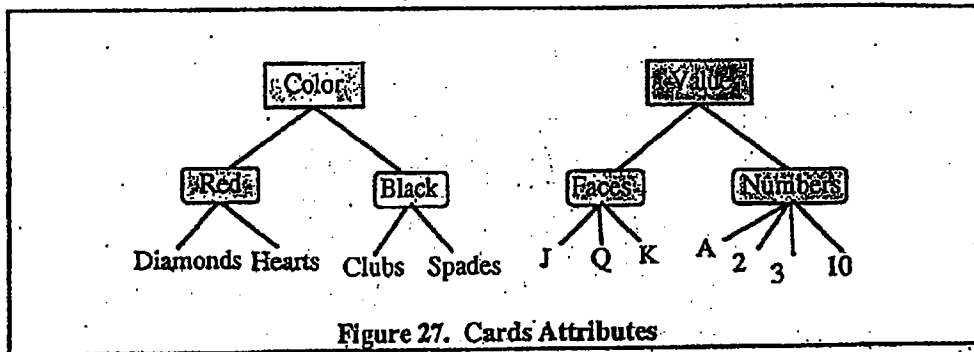 Color Value
Red Black Faces Numbers
Diamonds Hearts Clubs Spades J Q K A 2 3 10
Figure 27. Cards Attributes